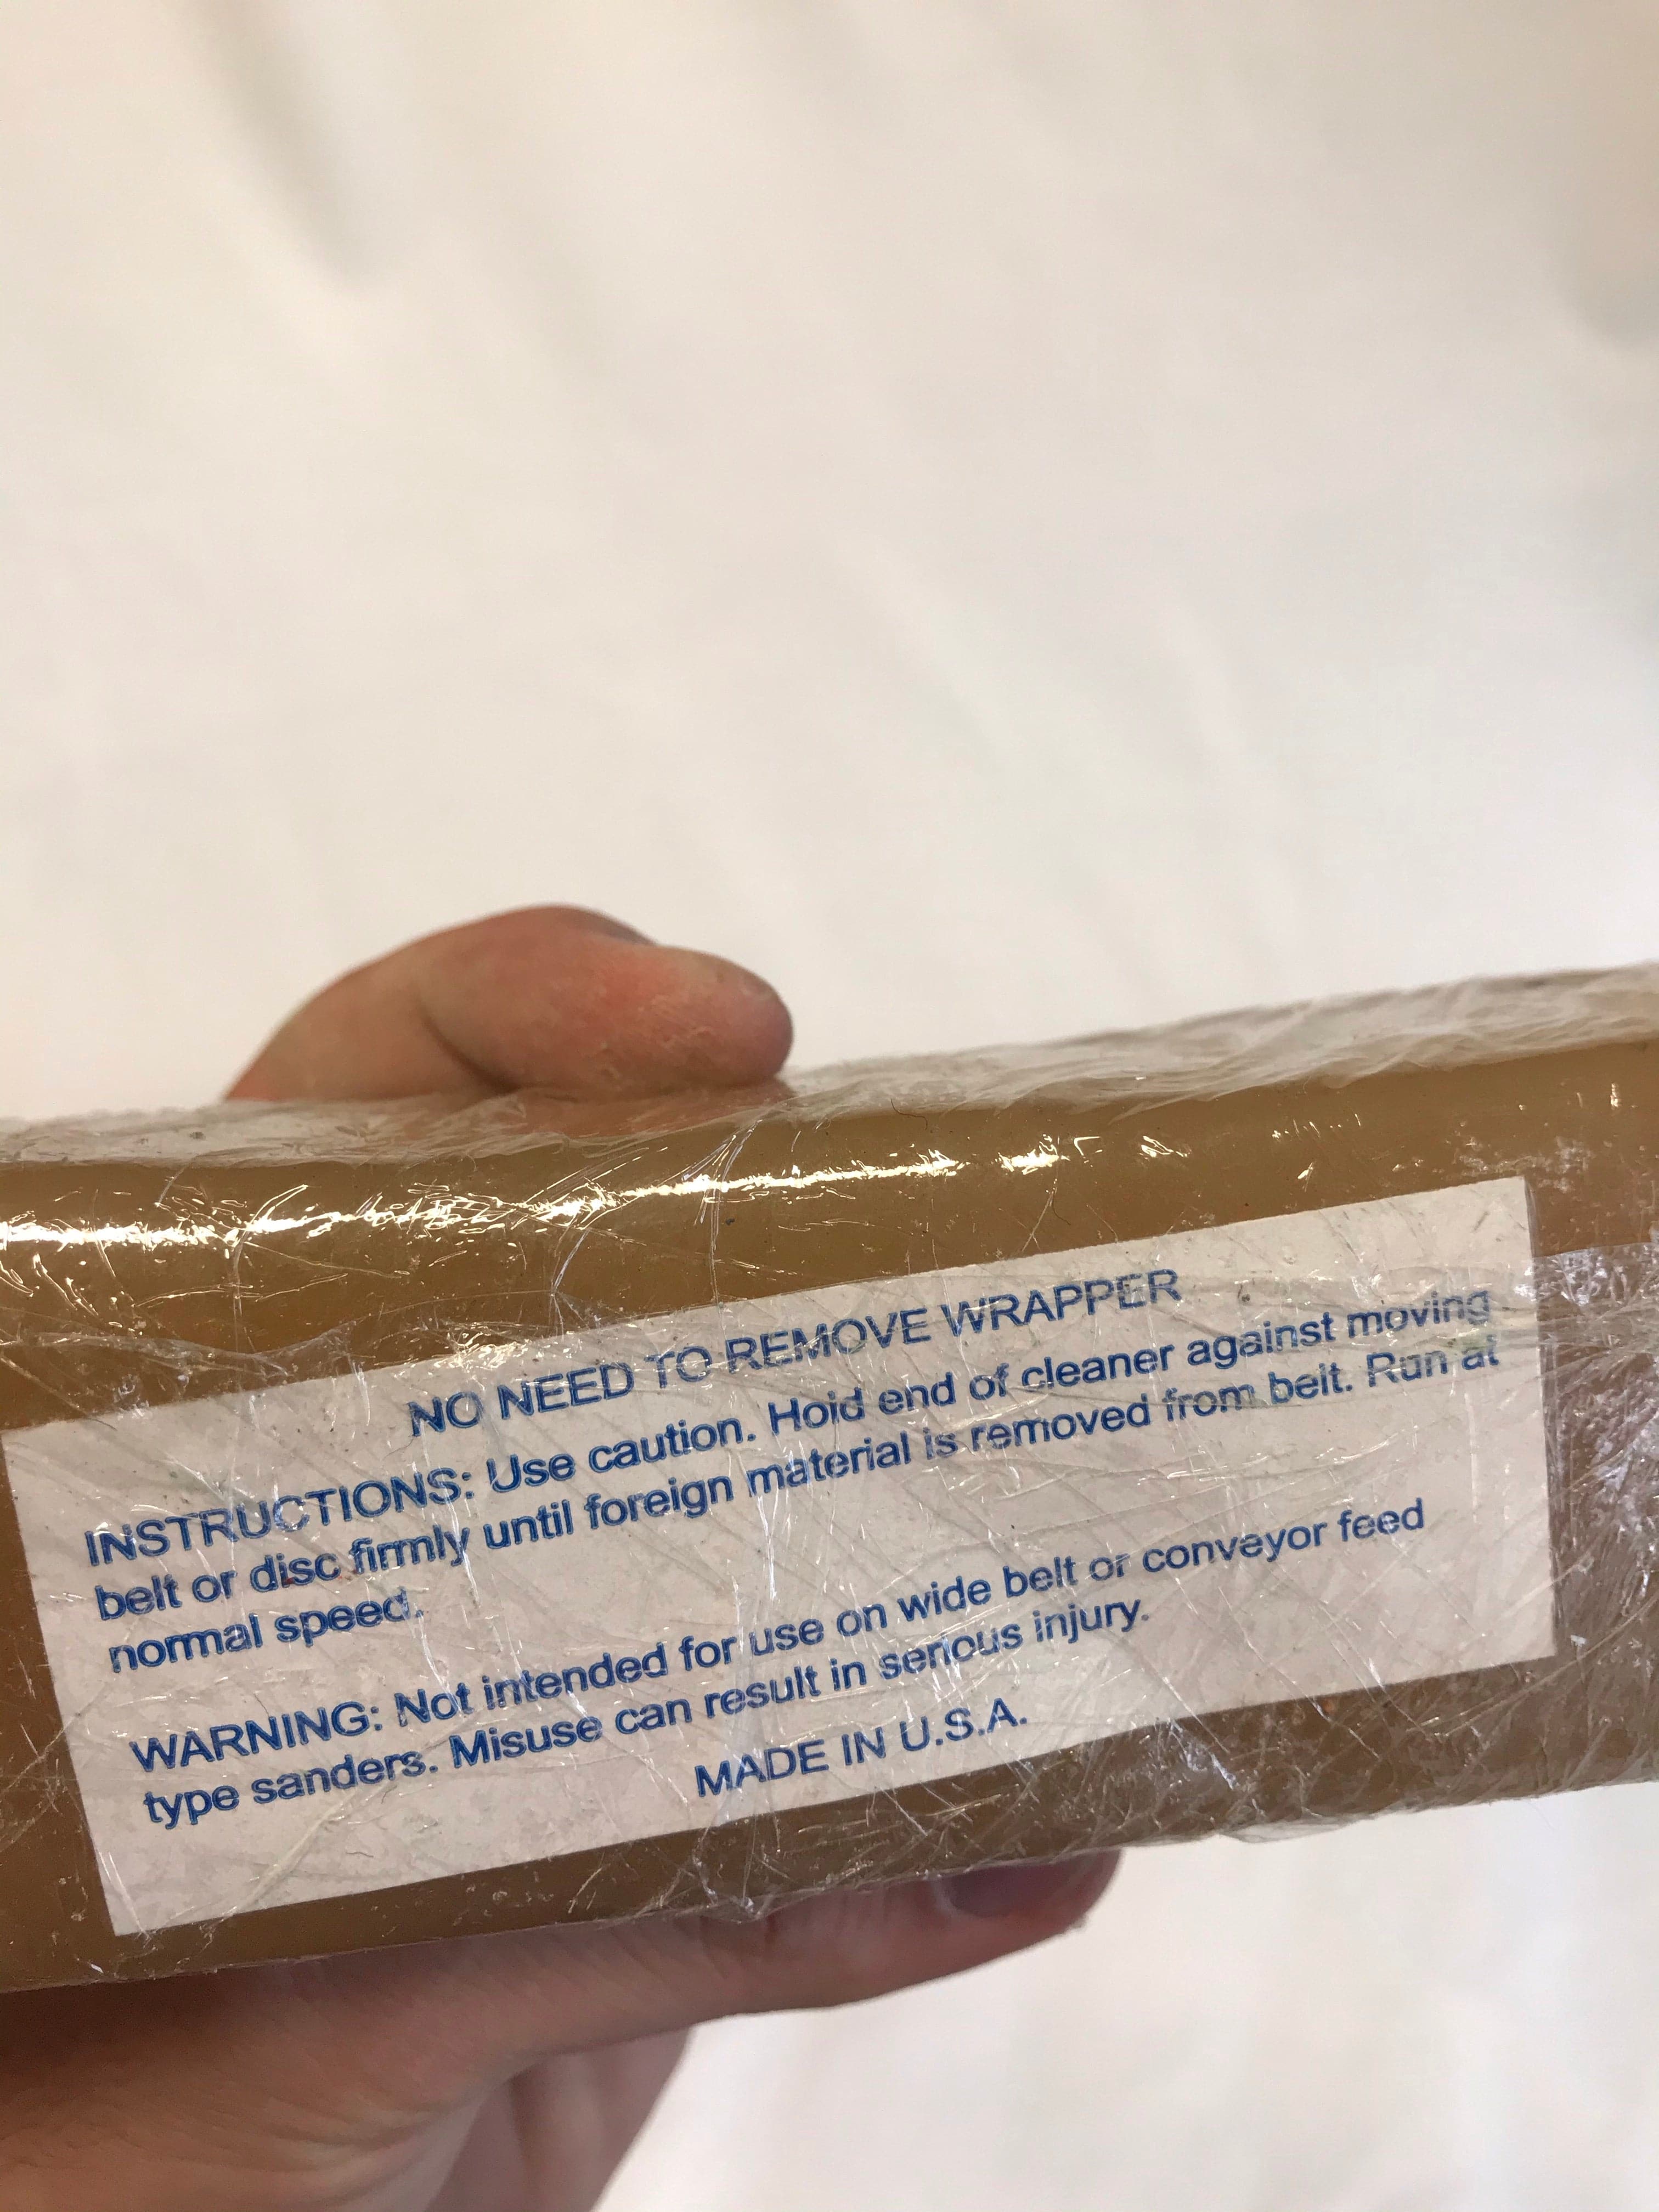 NO NEED TO REMOVE WRAPPER
INSTRUCTIONS: Use caution. Hold end of cleaner against moving
belt or disc firmly until foreign material is removed from belt. Run at
normal speed.
WARNING: Not intended for use on wide belt or conveyor feed
type sanders. Misuse can result in serious injury.
MADE IN U.S.A.